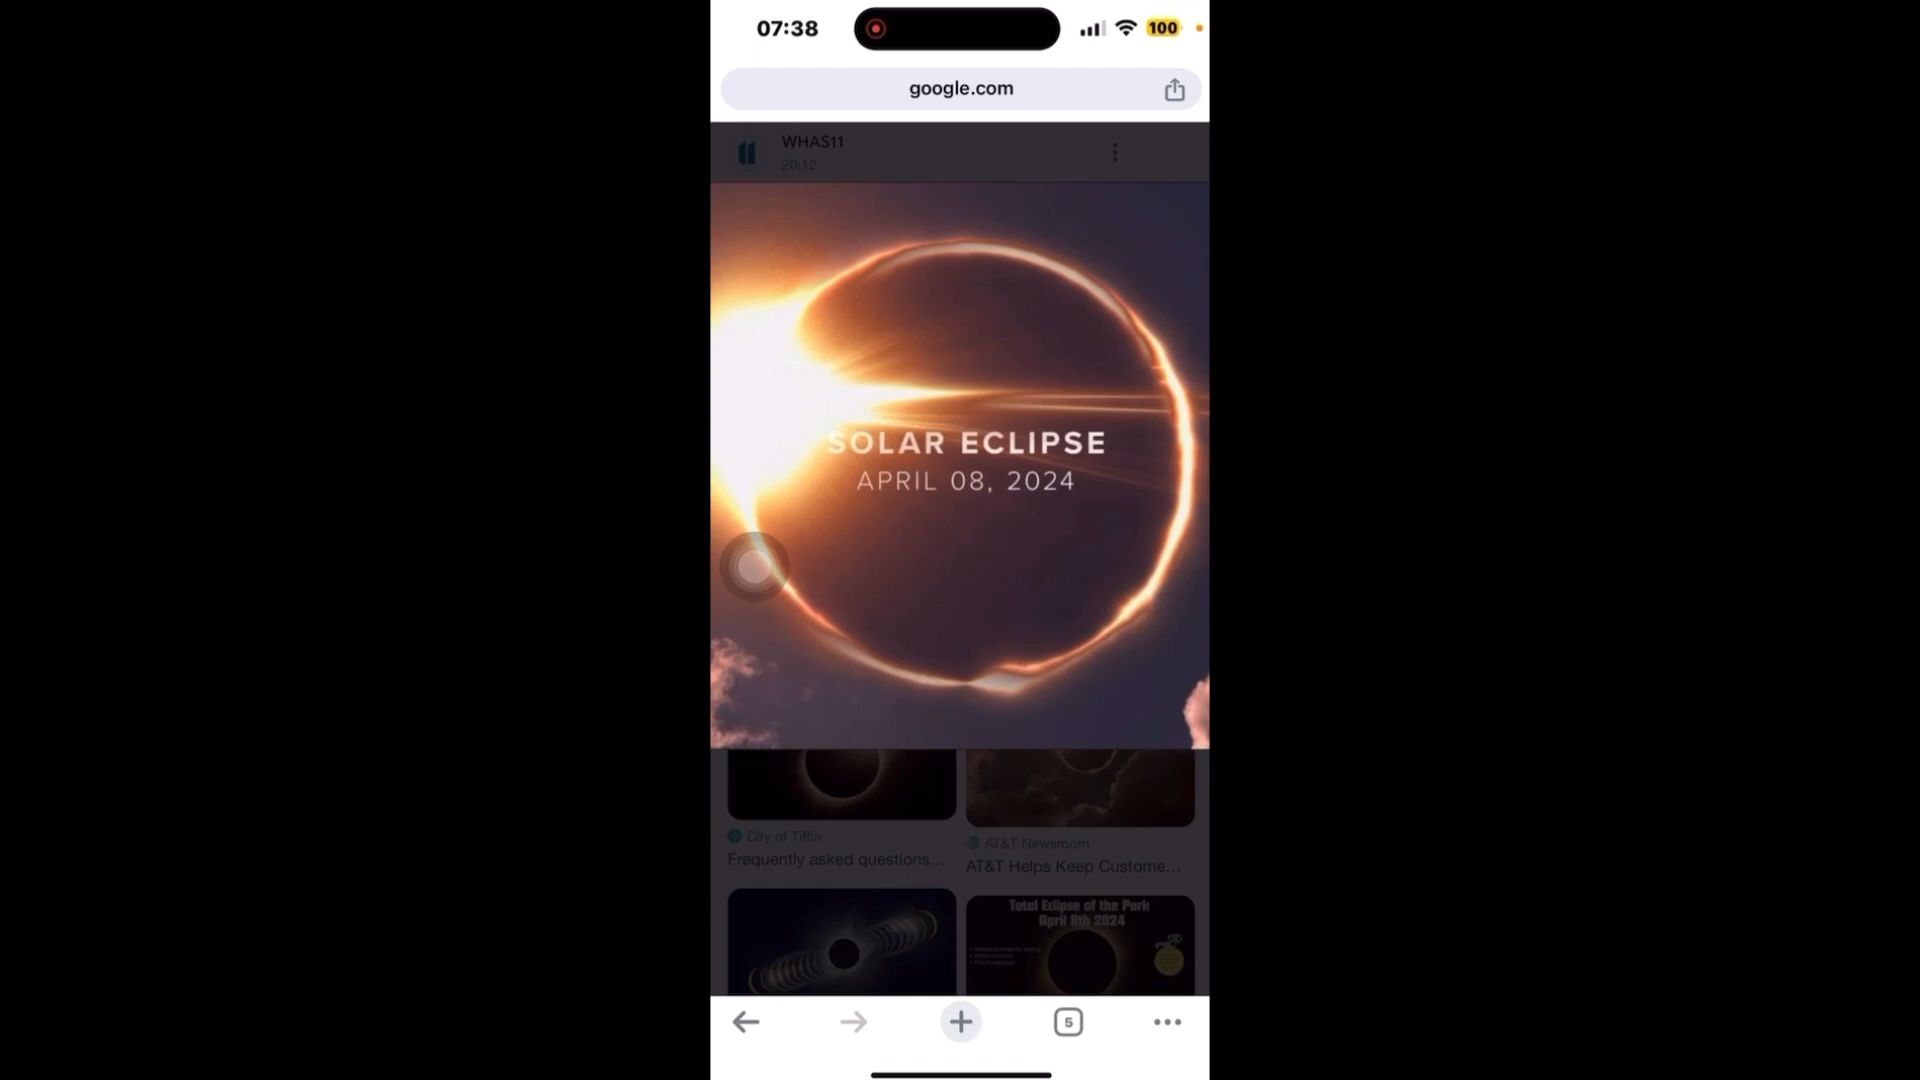 07:38
100
google.com
WHAS11
20:12
SOLAR ECLIPSE
APRIL 08, 2024
City of Tiffin
Frequently asked questions...
AT&T Newsroom
AT&T Helps Keep Custome...
Total Eclipse of the Park
April 8th 2024
5